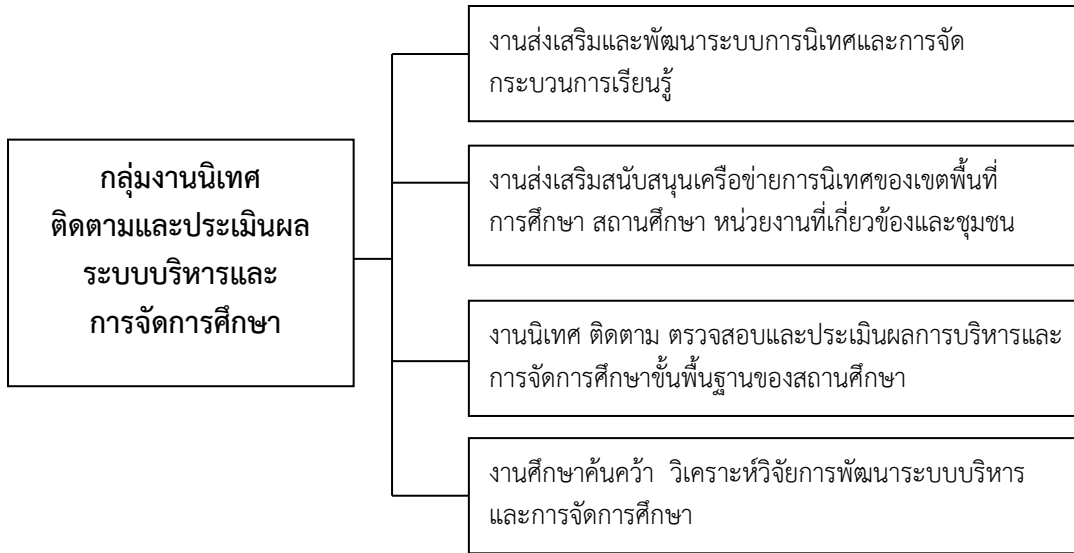 กลุ่มงานนิเทศ
ติดตามและประเมินผล
ระบบบริหารและ
การจัดการศึกษา
งานส่งเสริมและพัฒนาระบบการนิเทศและการจัด
กระบวนการเรียนรู้
งานส่งเสริมสนับสนุนเครือข่ายการนิเทศของเขตพื้นที่
การศึกษา สถานศึกษา หน่วยงานที่เกี่ยวข้องและชุมชน
งานนิเทศ ติดตาม ตรวจสอบและประเมินผลการบริหารและ
การจัดการศึกษาขั้นพื้นฐานของสถานศึกษา
งานศึกษาค้นคว้า วิเคราะห์วิจัยการพัฒนาระบบบริหาร
และการจัดการศึกษา